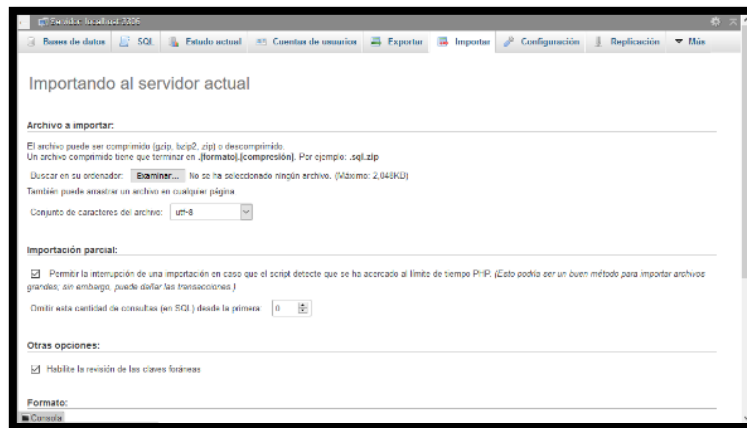 Servidor: localhost:3306
Bases de datos SQL Estado actual Cuentas de usuarios Exportar Importar Configuración Replicación Más
Importando al servidor actual
Archivo a importar:
El archivo puede ser comprimido (gzip, bzip2, zip) o descomprimido.
Un archivo comprimido tiene que terminar en .[formato].[compresión]. Por ejemplo: .sql.zip
Buscar en su ordenador: Examinar... No se ha seleccionado ningún archivo. (Máximo: 2,048KB)
También puede arrastrar un archivo en cualquier página
Conjunto de caracteres del archivo: utf-8
Importación parcial:
Permitir la interrupción de una importación en caso que el script detecte que se ha acercado al límite de tiempo PHP. (Esto podría ser un buen método para importar archivos
grandes; sin embargo, puede dañar las transacciones.)
Omitir esta cantidad de consultas (en SQL) desde la primera: 0
Otras opciones:
Habilite la revisión de las claves foráneas
Formato:
Consola